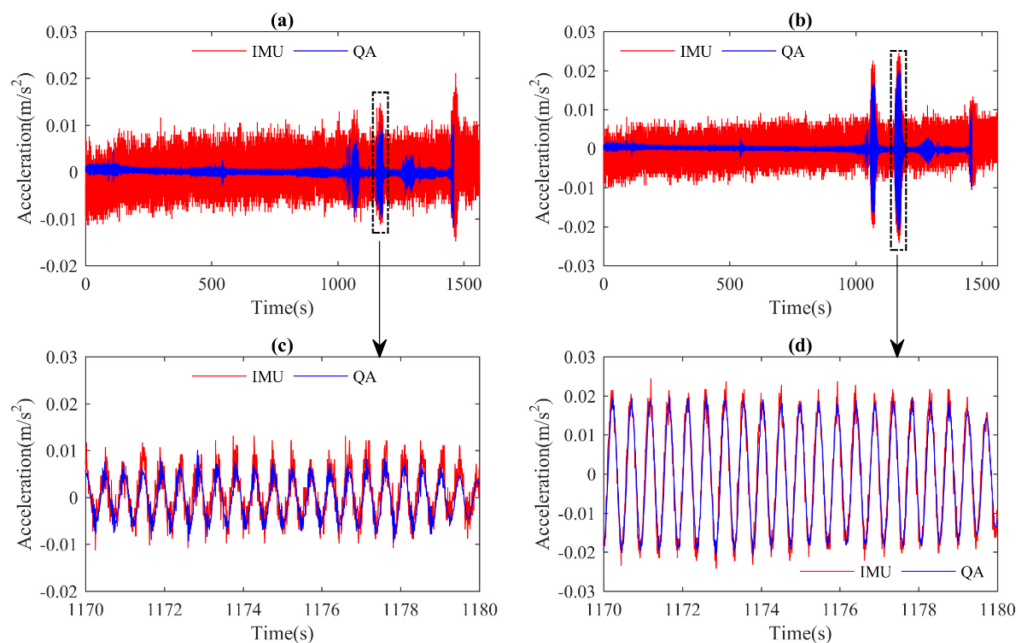 (a)
IMU QA
Acceleration(m/s²)
0.03
0.02
0.01
0
-0.01
-0.02
0 500 1000 1500
Time(s)
(b)
IMU QA
Acceleration(m/s²)
0.03
0.02
0.01
0
-0.01
-0.02
-0.03
0 500 1000 1500
Time(s)
(c)
IMU QA
Acceleration(m/s²)
0.03
0.02
0.01
0
-0.01
-0.02
1170 1172 1174 1176 1178 1180
Time(s)
(d)
Acceleration(m/s²)
0.03
0.02
0.01
0
-0.01
-0.02
-0.03
IMU QA
1170 1172 1174 1176 1178 1180
Time(s)